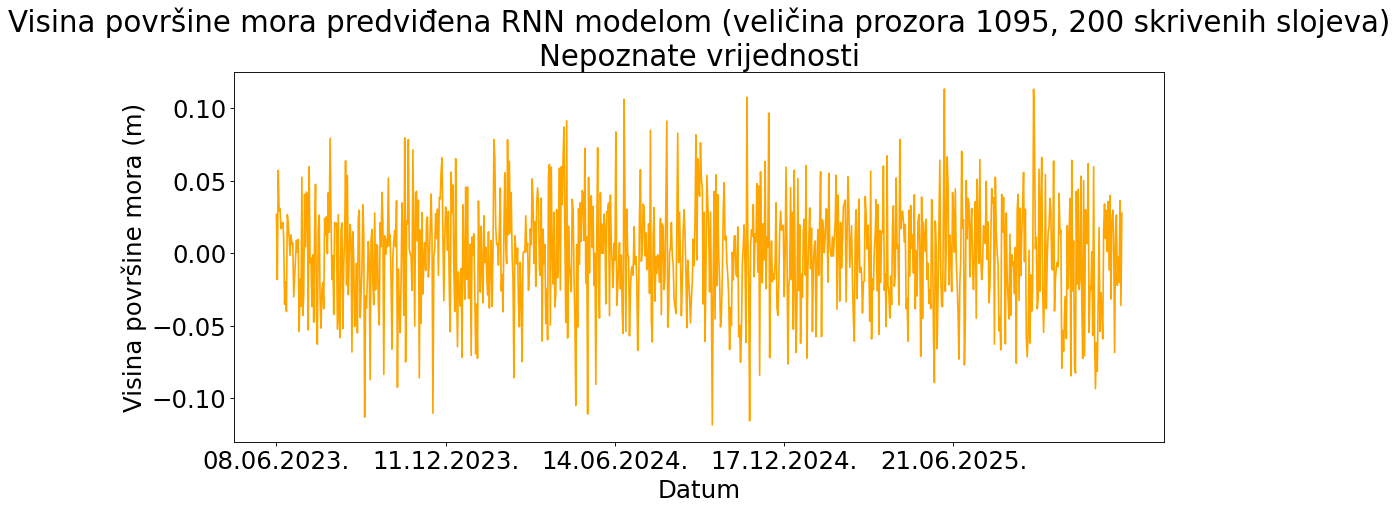 Visina površine mora predviđena RNN modelom (veličina prozora 1095, 200 skrivenih slojeva)
Nepoznate vrijednosti
Visina površine mora (m)
0.10
0.05
0.00
−0.05
−0.10
08.06.2023. 11.12.2023. 14.06.2024. 17.12.2024. 21.06.2025.
Datum